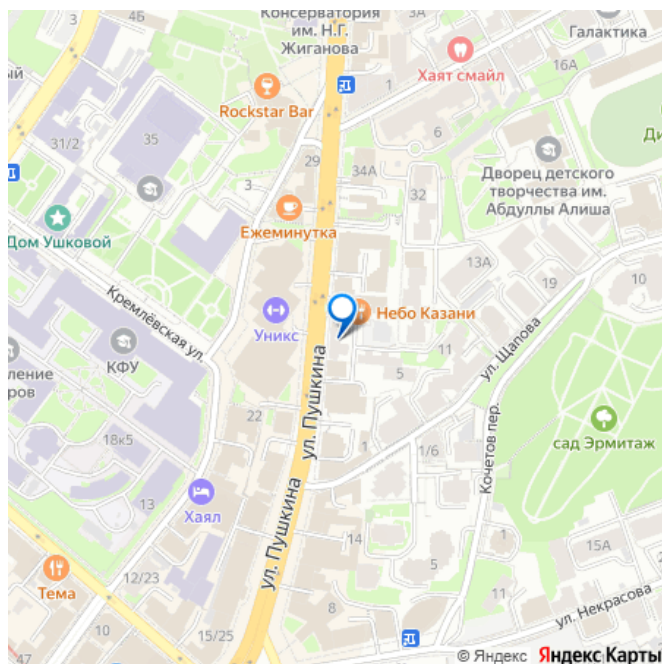 Консерватория
им. Н.Г.
Жиганова
Галактика
Хаят смайл
16А
1
Rockstar Bar
6
31/2
35
29
34А
3
3
32
Дворец детского
творчества им.
Абдуллы Алиша
Дом Ушковой
Ежеминутка
13А
19
10
Кремлёвская ул.
Уникс
Небо Казани
КФУ
11
ул. Щапова
5
ул. Пушкина
22
18к5
1
1/6
Кочетов пер.
сад Эрмитаж
13
Хаял
ул. Пушкина
14
1
15А
Тема
12/23
8
11
ул. Некрасова
10
15/25
47
© Яндекс Яндекс Карты